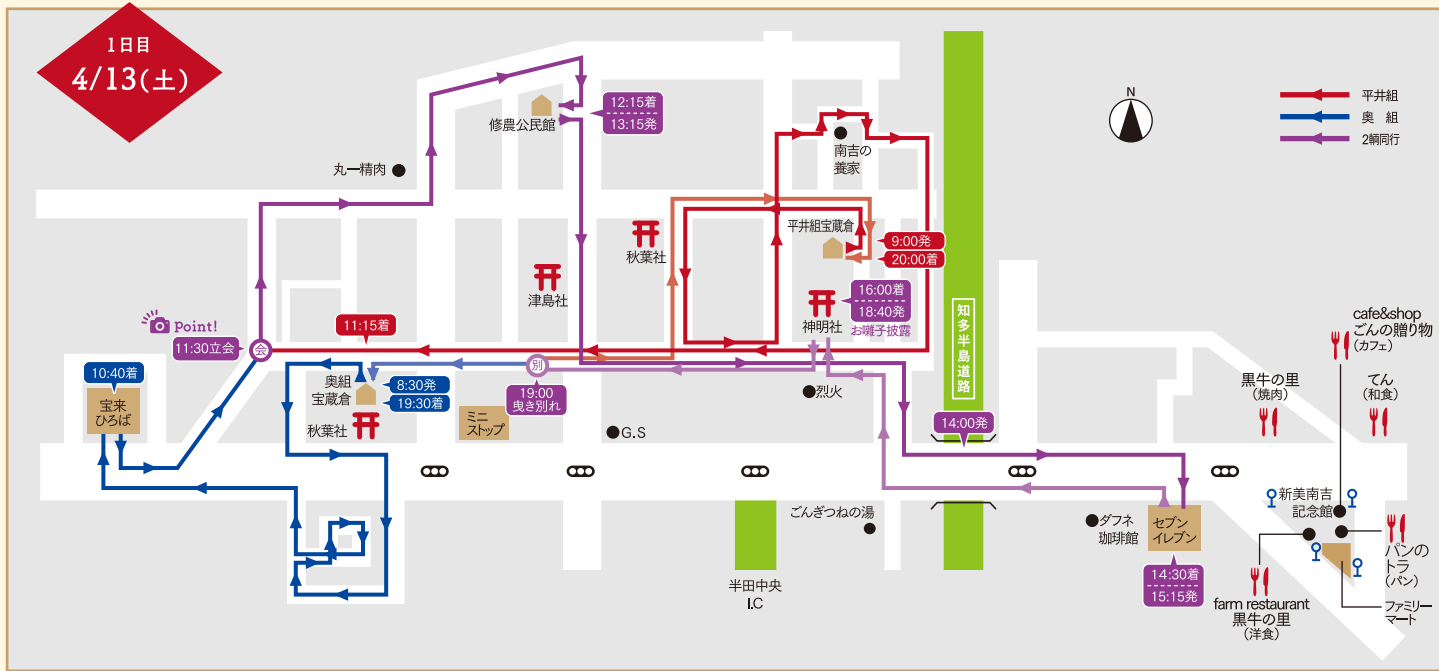 1日目
4/13(土)
N
平井組
奥 組
2輌同行
12:15着
13:15発
修農公民館
丸一精肉
南吉の
養家
平井組宝蔵倉
9:00発
20:00着
秋葉社
津島社
16:00着
18:40発
神明社
お囃子披露
知多半島道路
Point!
11:30立会
会
11:15着
別
19:00
曳き別れ
10:40着
宝来
ひろば
奥組
宝蔵倉
8:30発
19:30着
秋葉社
ミニ
ストップ
G.S
烈火
14:00発
cafe&shop
ごんの贈り物
(カフェ)
黒牛の里
(焼肉)
てん
(和食)
ごんぎつねの湯
ダフネ
珈琲館
セブン
イレブン
14:30着
15:15発
新美南吉
記念館
パンの
トラ
(パン)
半田中央
I.C
farm restaurant
黒牛の里
(洋食)
ファミリー
マート